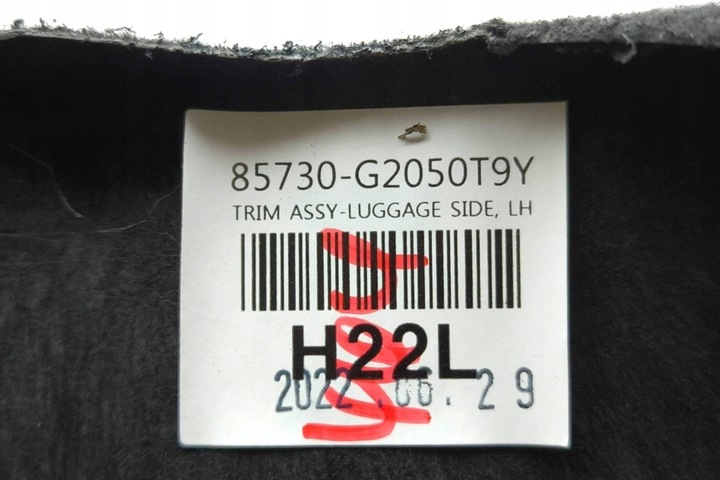 85730-G2050T9Y
TRIM ASSY-LUGGAGE SIDE, LH
H22L
2022.06.29